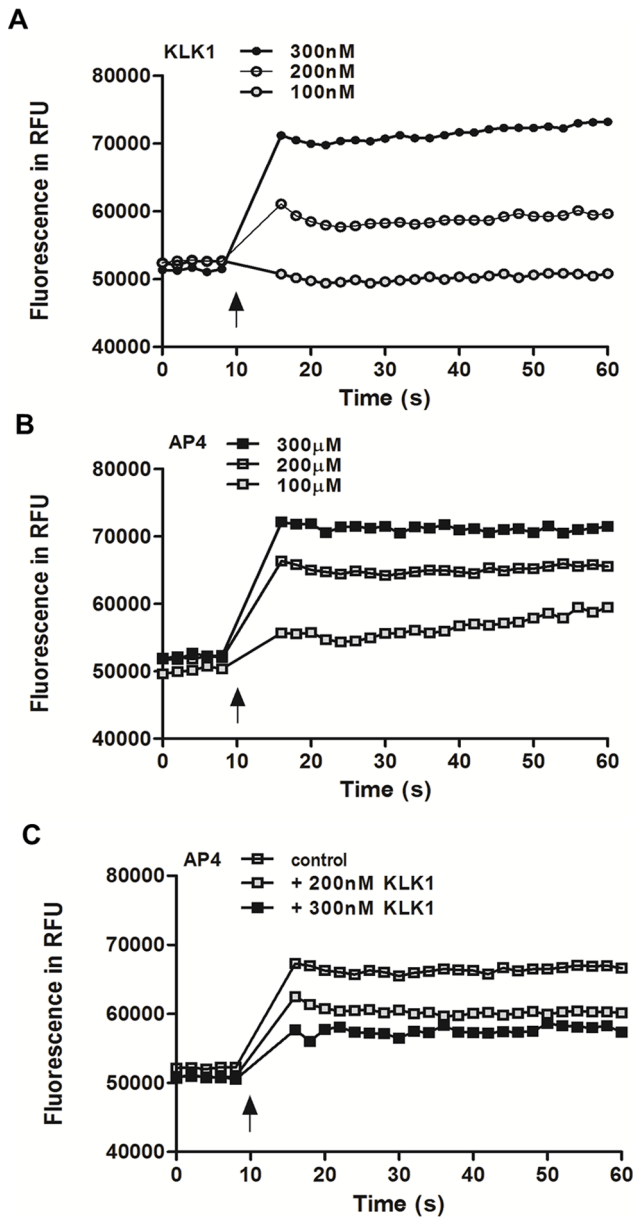 A
KLK1 300nM
200nM
100nM
80000
70000
60000
50000
40000
Fluorescence in RFU
0 10 20 30 40 50 60
Time (s)
B
AP4 300μM
200μM
100μM
80000
70000
60000
50000
40000
Fluorescence in RFU
0 10 20 30 40 50 60
Time (s)
C
AP4 control
+ 200nM KLK1
+ 300nM KLK1
80000
70000
60000
50000
40000
Fluorescence in RFU
0 10 20 30 40 50 60
Time (s)